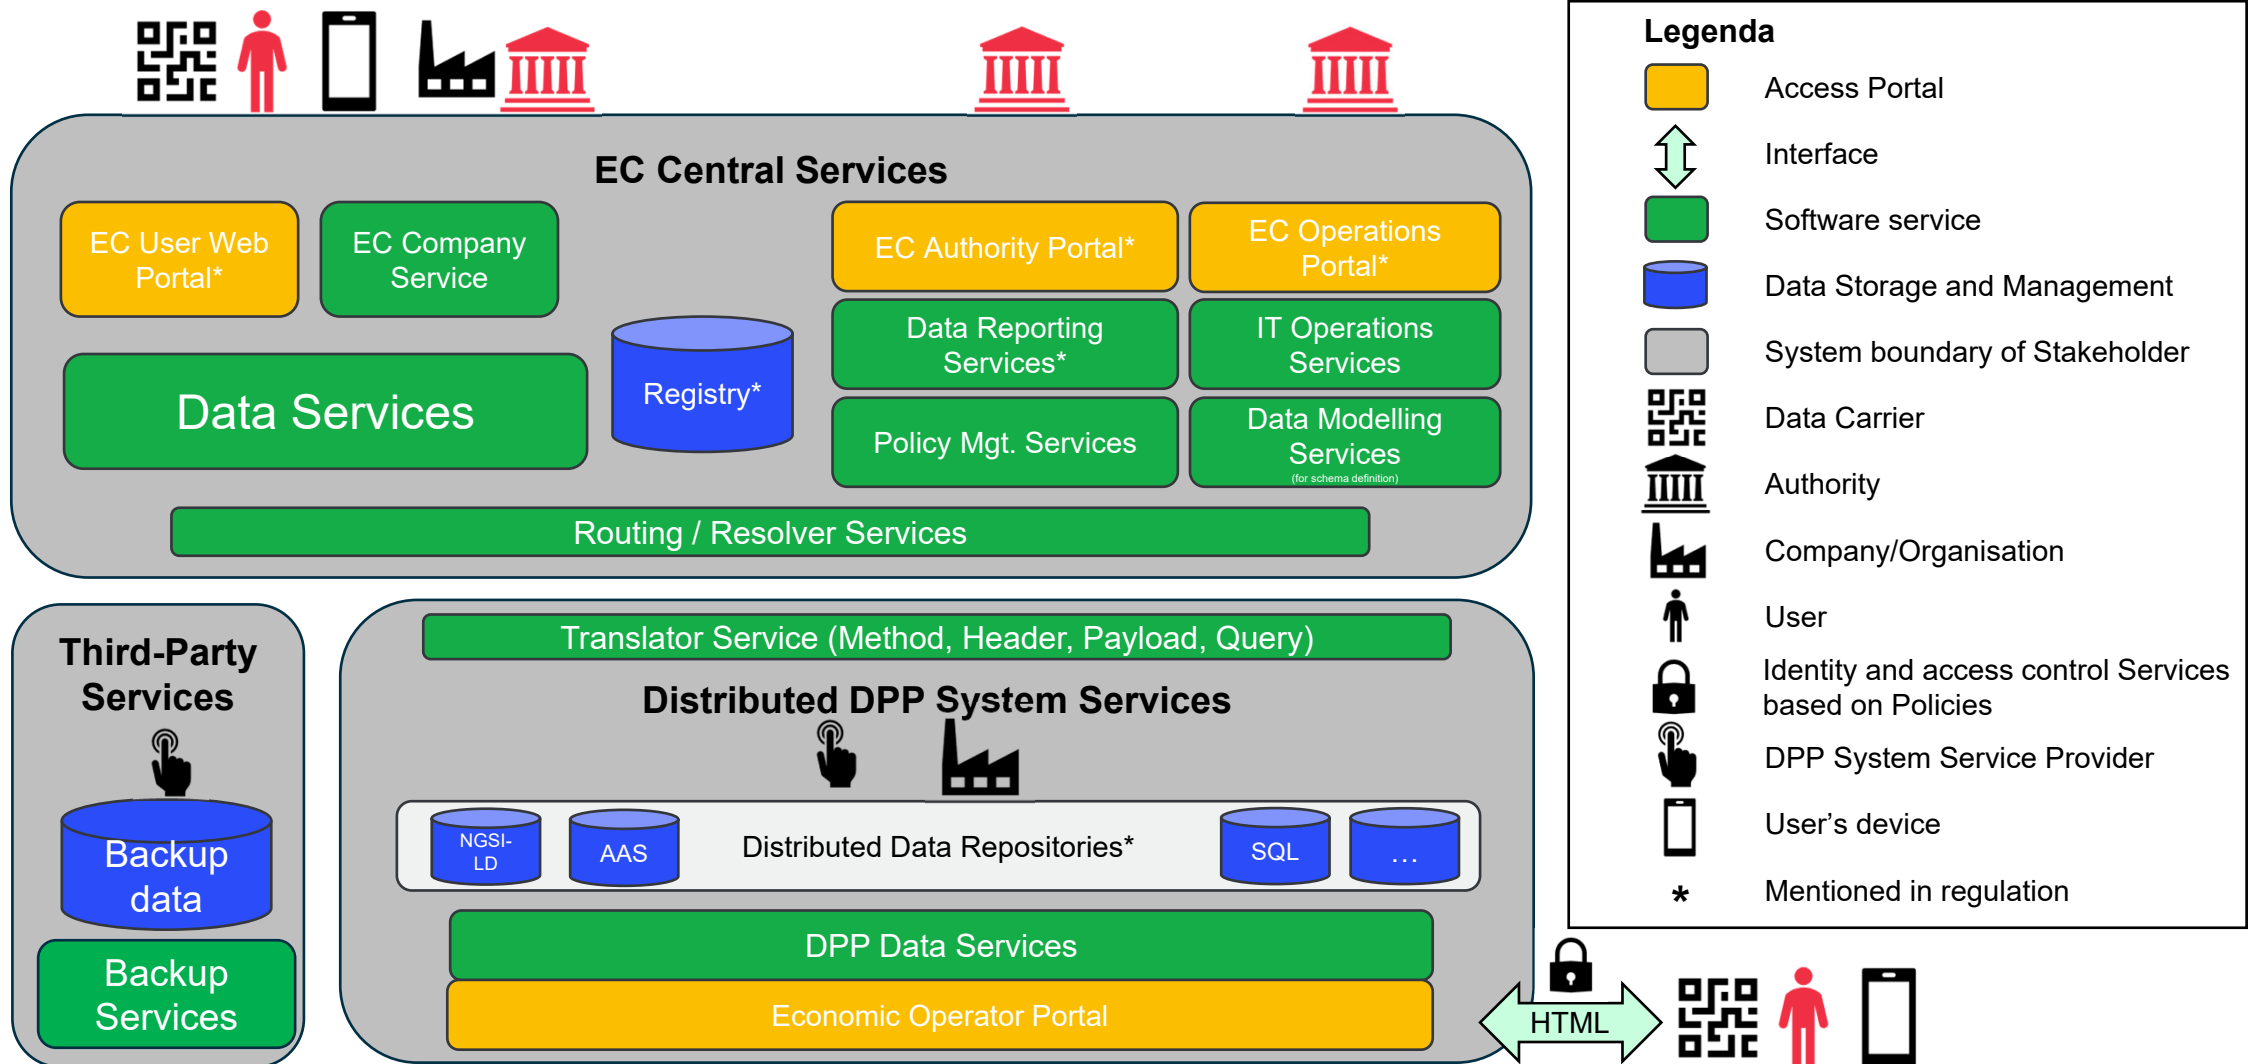 EC Central Services
EC User Web
Portal*
EC Company
Service
EC Authority Portal*
EC Operations
Portal*
Data Services
Registry*
Data Reporting
Services*
IT Operations
Services
Policy Mgt. Services
Data Modelling
Services
(for schema definition)
Routing / Resolver Services
Third-Party
Services
Backup
data
Backup
Services
Translator Service (Method, Header, Payload, Query)
Distributed DPP System Services
NGSI-
LD
AAS
Distributed Data Repositories*
SQL
...
DPP Data Services
Economic Operator Portal
HTML
Legenda
Access Portal
Interface
Software service
Data Storage and Management
System boundary of Stakeholder
Data Carrier
Authority
Company/Organisation
User
Identity and access control Services
based on Policies
DPP System Service Provider
User’s device
* Mentioned in regulation